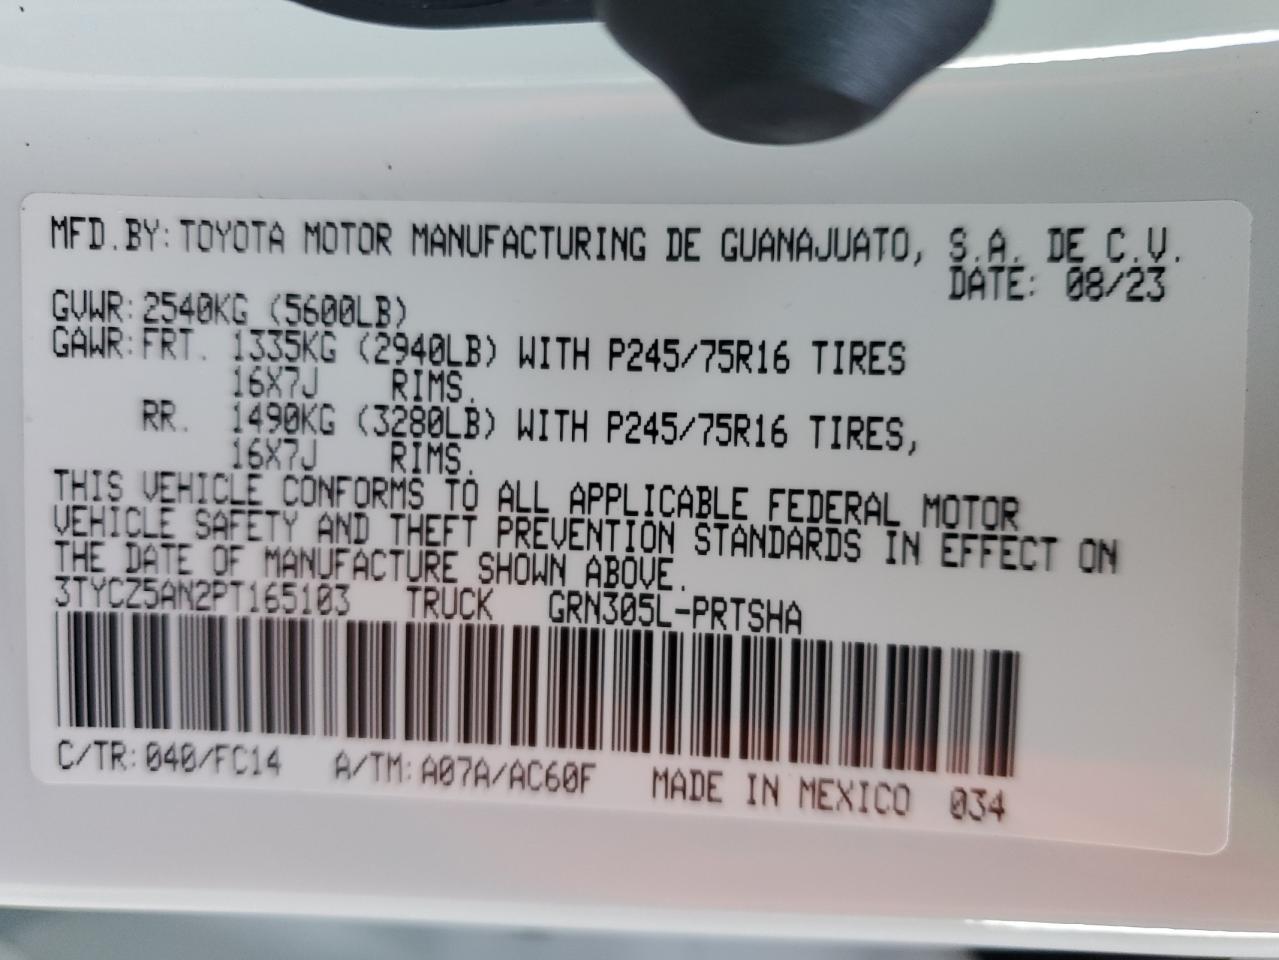 MFD.BY: TOYOTA MOTOR MANUFACTURING DE GUANAJUATO, S.A. DE C.V.
DATE: 08/23
GVWR: 2540KG (5600LB)
GAWR: FRT. 1335KG (2940LB) WITH P245/75R16 TIRES
16X7J RIMS.
RR. 1490KG (3280LB) WITH P245/75R16 TIRES,
16X7J RIMS.
THIS VEHICLE CONFORMS TO ALL APPLICABLE FEDERAL MOTOR
VEHICLE SAFETY AND THEFT PREVENTION STANDARDS IN EFFECT ON
THE DATE OF MANUFACTURE SHOWN ABOVE.
3TYCZ5AN2PT165103 TRUCK GRN305L-PRTSHA
C/TR: 040/FC14 A/TM: A07A/AC60F MADE IN MEXICO 034